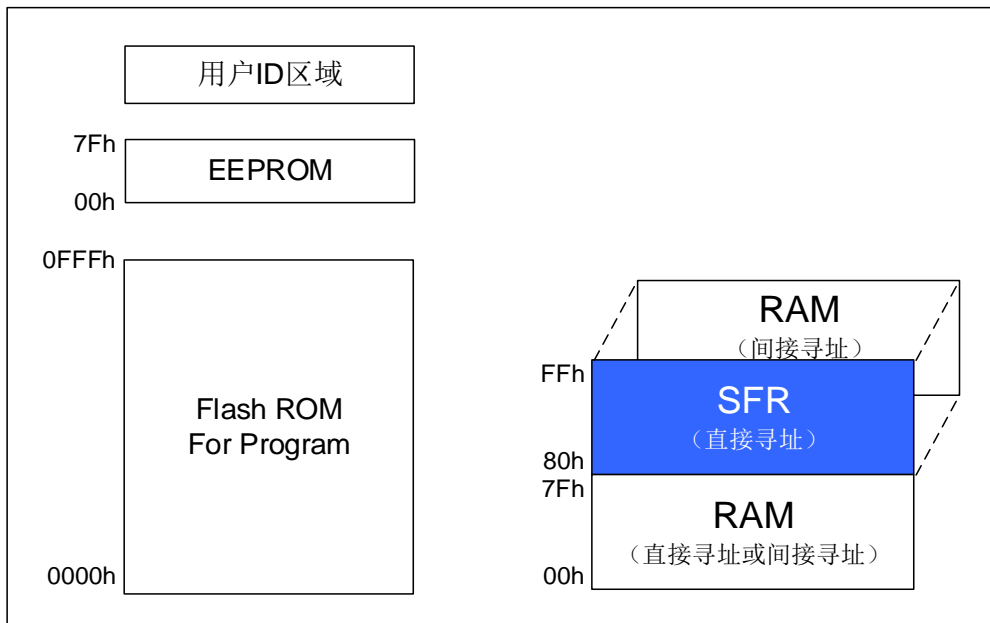 用户ID区域
7Fh
EEPROM
00h
0FFFh
Flash ROM
For Program
0000h
RAM
（间接寻址）
FFh
SFR
（直接寻址）
80h
7Fh
RAM
（直接寻址或间接寻址）
00h